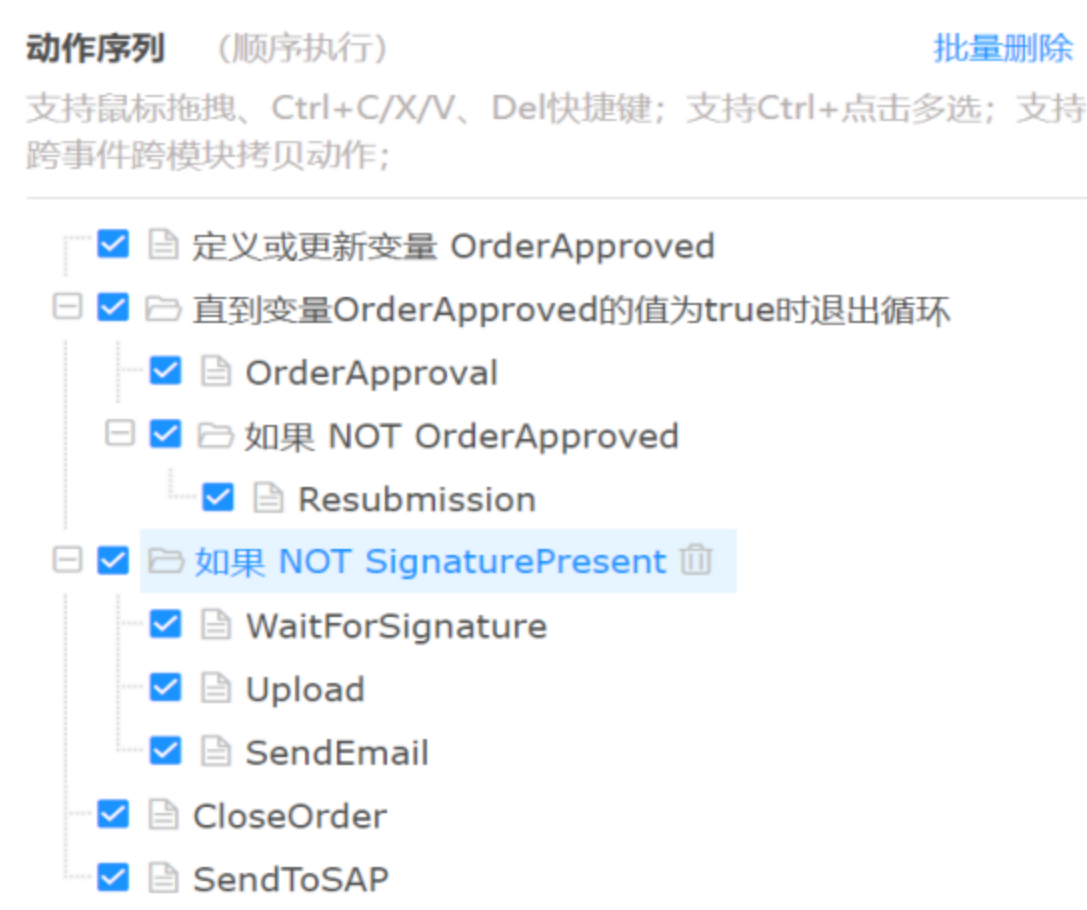 动作序列 （顺序执行） 批量删除
支持鼠标拖拽、Ctrl+C/X/V、Del快捷键；支持Ctrl+点击多选；支持
跨事件跨模块拷贝动作；
定义或更新变量 OrderApproved
直到变量OrderApproved的值为true时退出循环
OrderApproval
如果 NOT OrderApproved
Resubmission
如果 NOT SignaturePresent
WaitForSignature
Upload
SendEmail
CloseOrder
SendToSAP